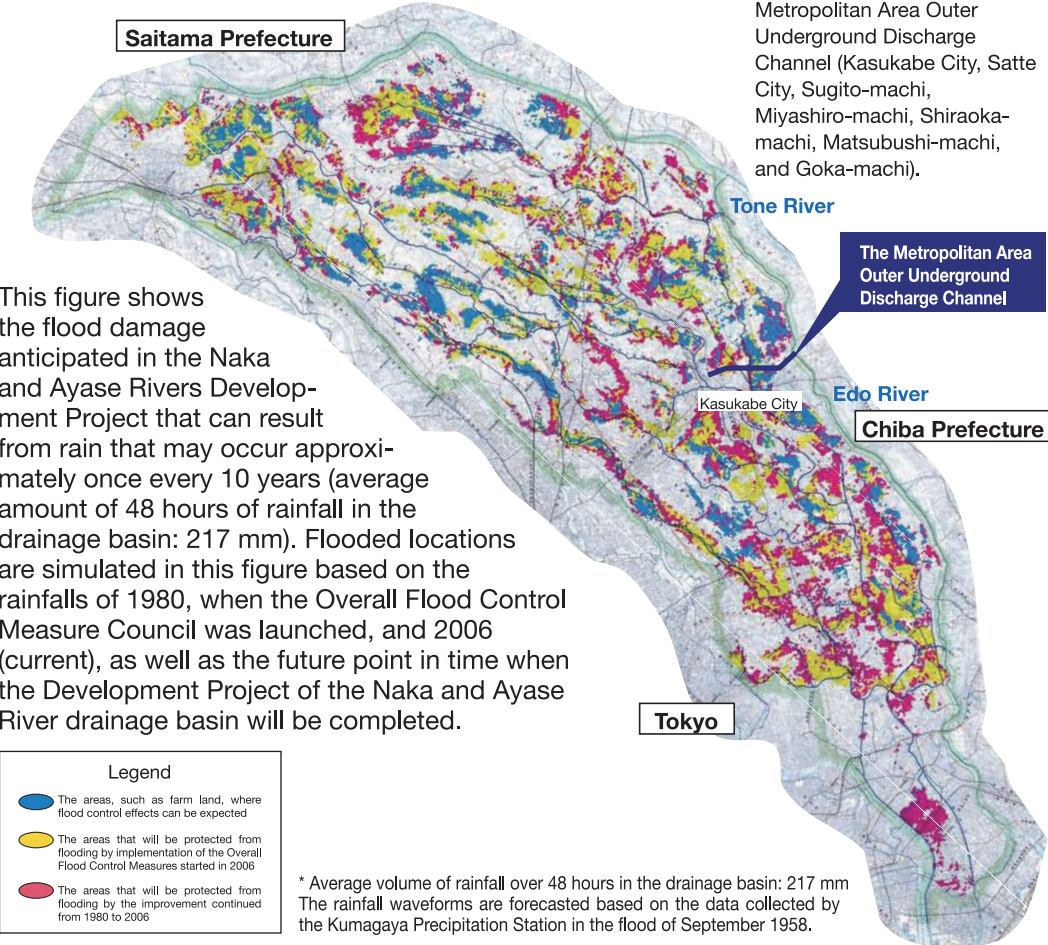 Metropolitan Area Outer
Underground Discharge
Channel (Kasukabe City, Satte
City, Sugito-machi,
Miyashiro-machi, Shiraoka-
machi, Matsubushi-machi,
and Goka-machi).
Saitama Prefecture
Tone River
The Metropolitan Area
Outer Underground
Discharge Channel
Kasukabe City
Edo River
Chiba Prefecture
This figure shows
the flood damage
anticipated in the Naka
and Ayase Rivers Develop-
ment Project that can result
from rain that may occur approxi-
mately once every 10 years (average
amount of 48 hours of rainfall in the
drainage basin: 217 mm). Flooded locations
are simulated in this figure based on the
rainfalls of 1980, when the Overall Flood Control
Measure Council was launched, and 2006
(current), as well as the future point in time when
the Development Project of the Naka and Ayase
River drainage basin will be completed.
Tokyo
Legend
The areas, such as farm land, where
flood control effects can be expected
The areas that will be protected from
flooding by implementation of the Overall
Flood Control Measures started in 2006
The areas that will be protected from
flooding by the improvement continued
from 1980 to 2006
* Average volume of rainfall over 48 hours in the drainage basin: 217 mm
The rainfall waveforms are forecasted based on the data collected by
the Kumagaya Precipitation Station in the flood of September 1958.